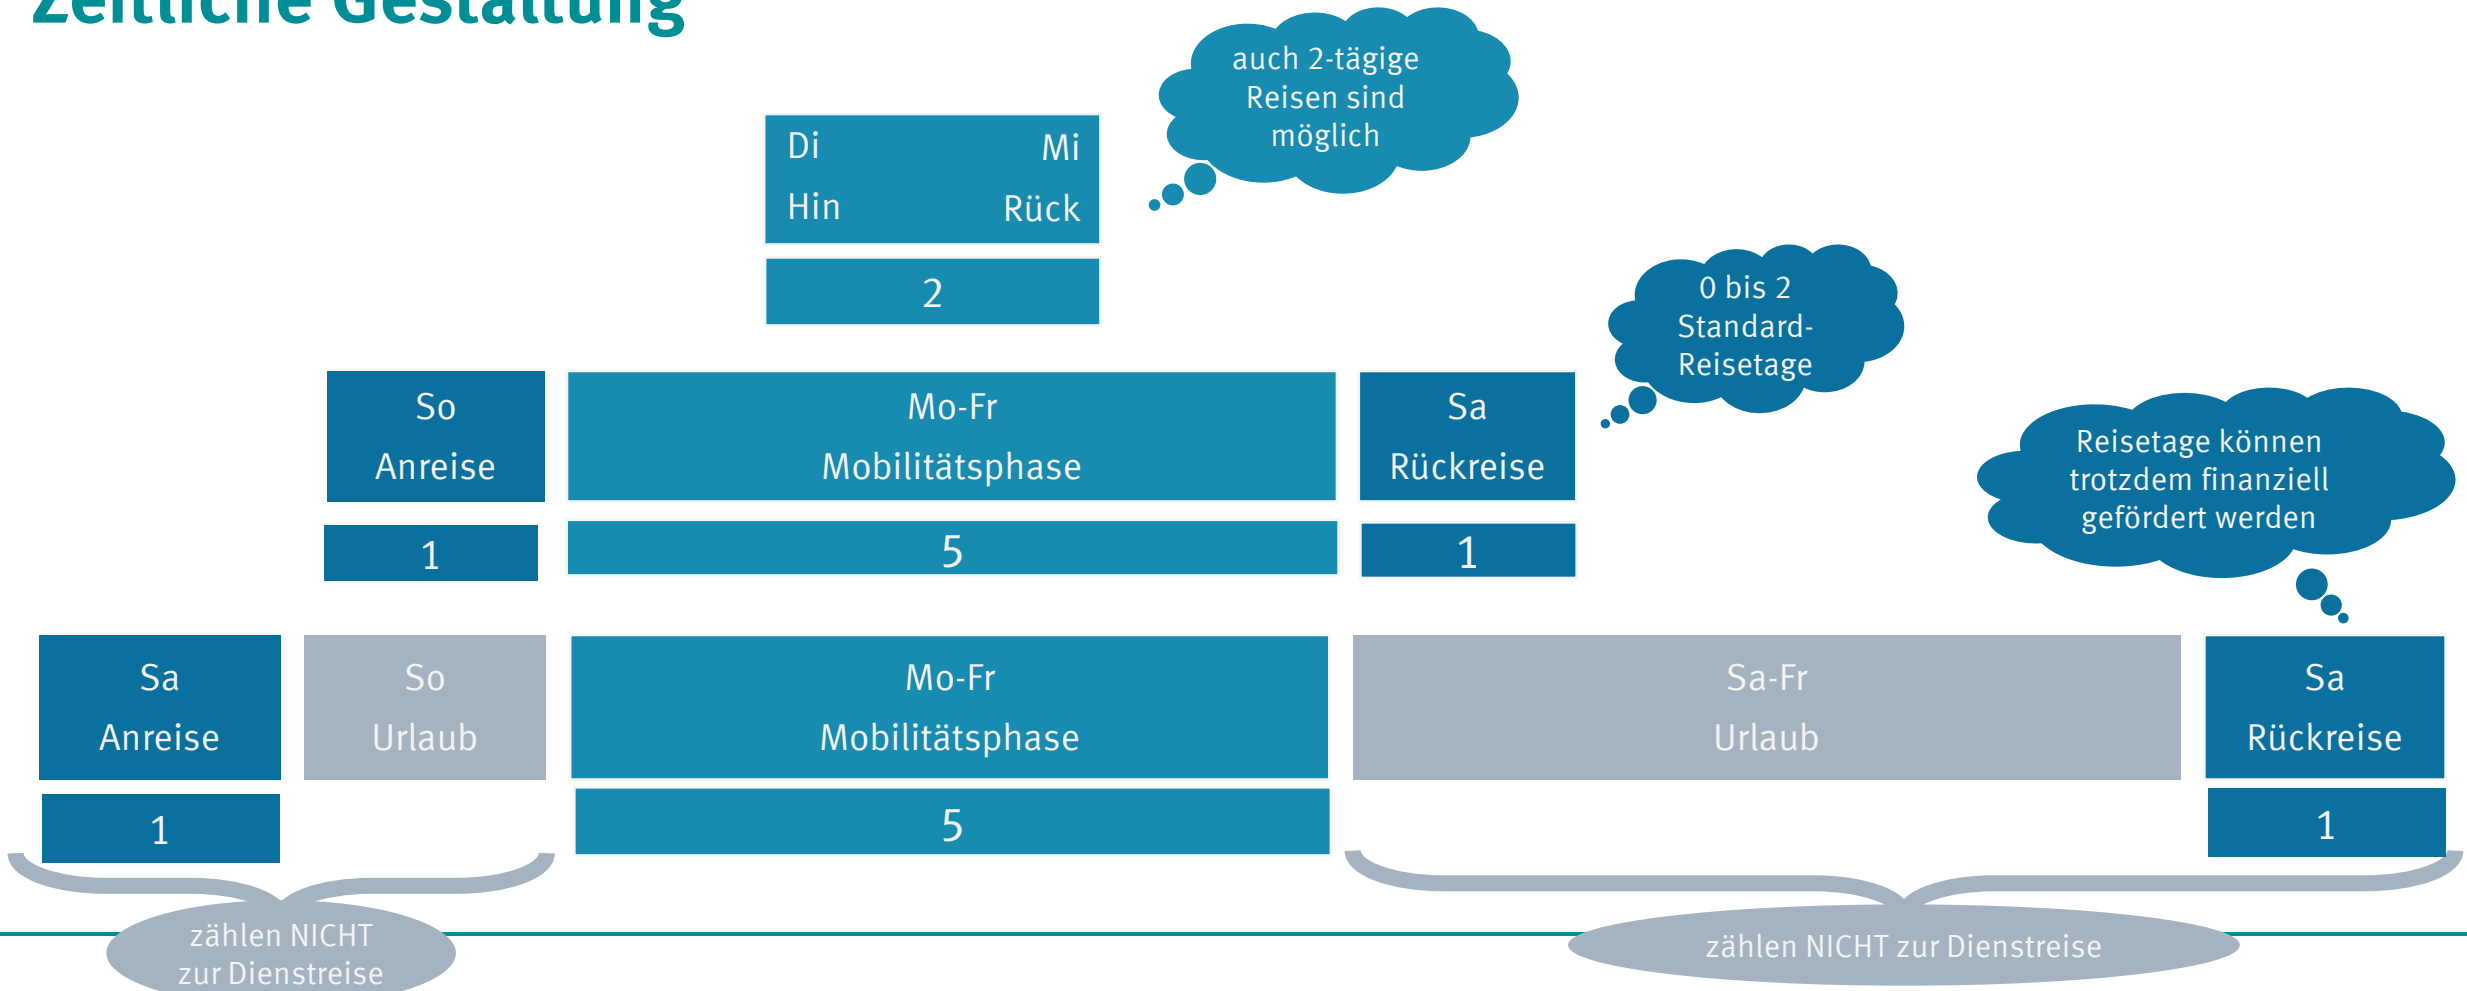 Zeitliche Gestaltung
auch 2-tägige
Reisen sind
möglich
Di Mi
Hin Rück
2
0 bis 2
Standard-
Reisetage
So
Anreise
Mo-Fr
Mobilitätsphase
Sa
Rückreise
1
5
1
Reisetage können
trotzdem finanziell
gefördert werden
Sa
Anreise
So
Urlaub
Mo-Fr
Mobilitätsphase
Sa-Fr
Urlaub
Sa
Rückreise
1
5
1
zählen NICHT
zur Dienstreise
zählen NICHT zur Dienstreise